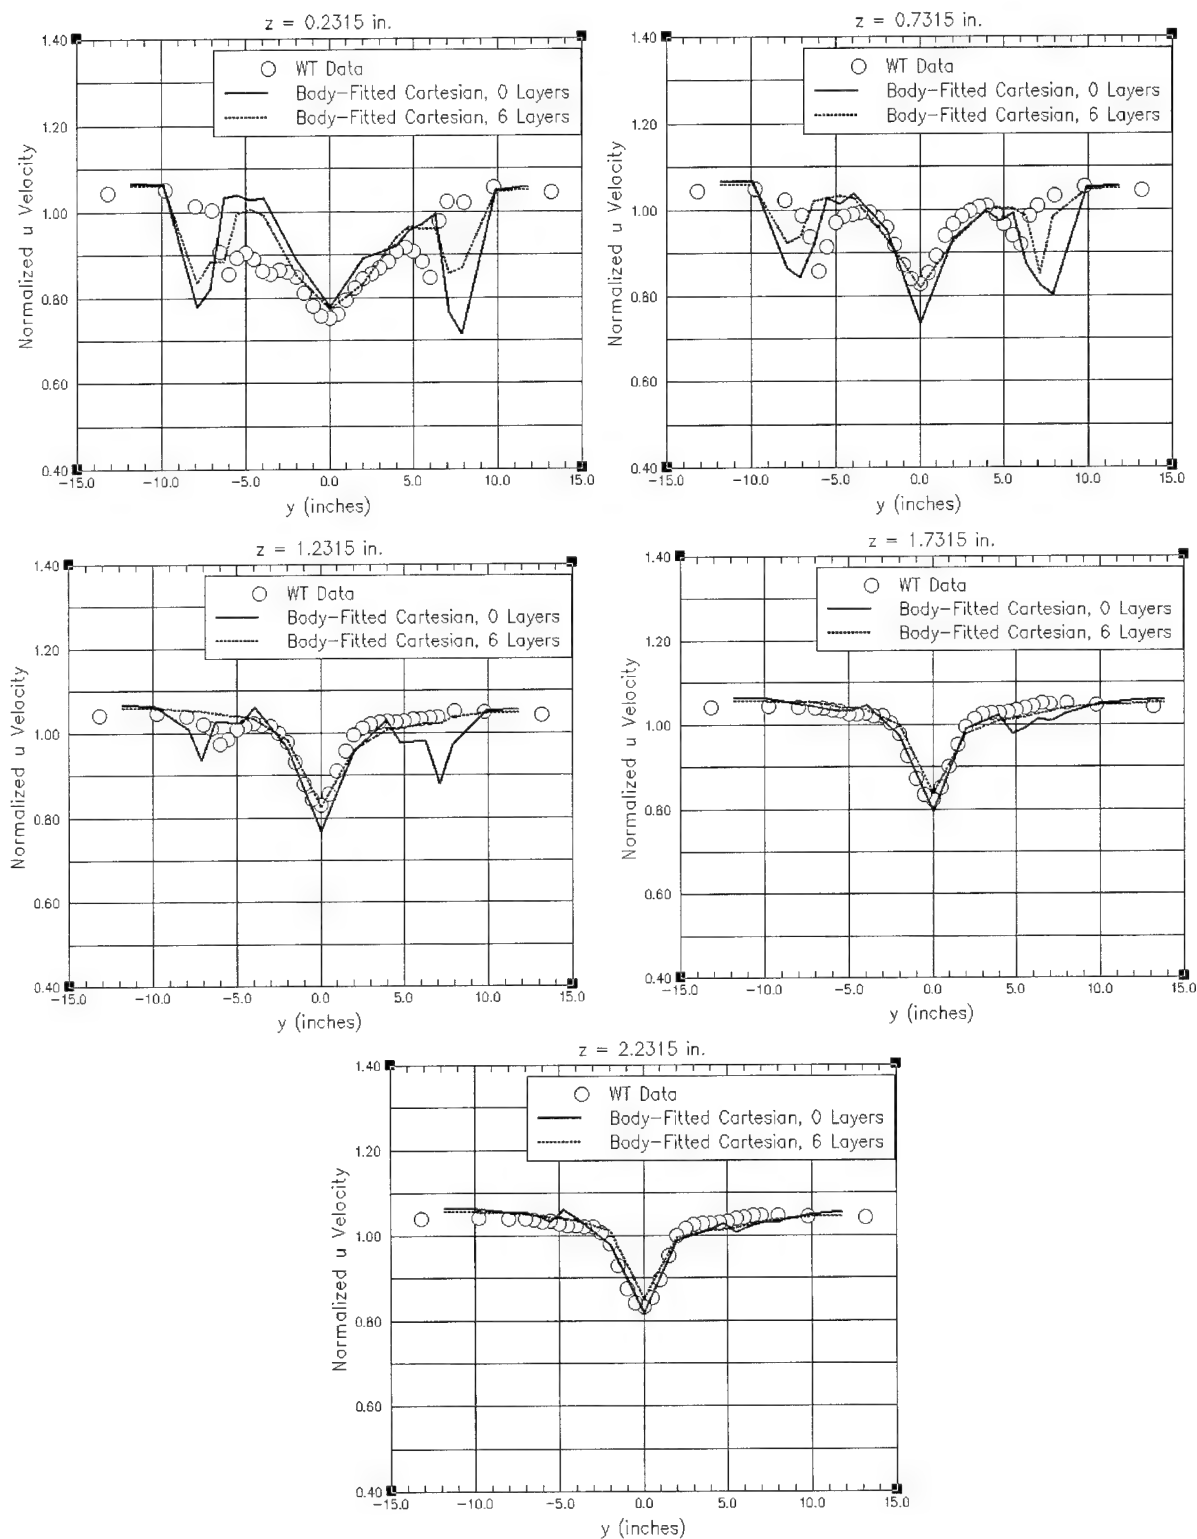 z = 0.2315 in.
1.40
1.20
1.00
0.80
0.60
0.40
Normalized u Velocity
WT Data
Body-Fitted Cartesian, 0 Layers
Body-Fitted Cartesian, 6 Layers
-15.0 -10.0 -5.0 0.0 5.0 10.0 15.0
y (inches)
z = 0.7315 in.
1.40
1.20
1.00
0.80
0.60
0.40
Normalized u Velocity
WT Data
Body-Fitted Cartesian, 0 Layers
Body-Fitted Cartesian, 6 Layers
-15.0 -10.0 -5.0 0.0 5.0 10.0 15.0
y (inches)
z = 1.2315 in.
1.40
1.20
1.00
0.80
0.60
0.40
Normalized u Velocity
WT Data
Body-Fitted Cartesian, 0 Layers
Body-Fitted Cartesian, 6 Layers
-15.0 -10.0 -5.0 0.0 5.0 10.0 15.0
y (inches)
z = 1.7315 in.
1.40
1.20
1.00
0.80
0.60
0.40
Normalized u Velocity
WT Data
Body-Fitted Cartesian, 0 Layers
Body-Fitted Cartesian, 6 Layers
-15.0 -10.0 -5.0 0.0 5.0 10.0 15.0
y (inches)
z = 2.2315 in.
1.40
1.20
1.00
0.80
0.60
0.40
Normalized u Velocity
WT Data
Body-Fitted Cartesian, 0 Layers
Body-Fitted Cartesian, 6 Layers
-15.0 -10.0 -5.0 0.0 5.0 10.0 15.0
y (inches)